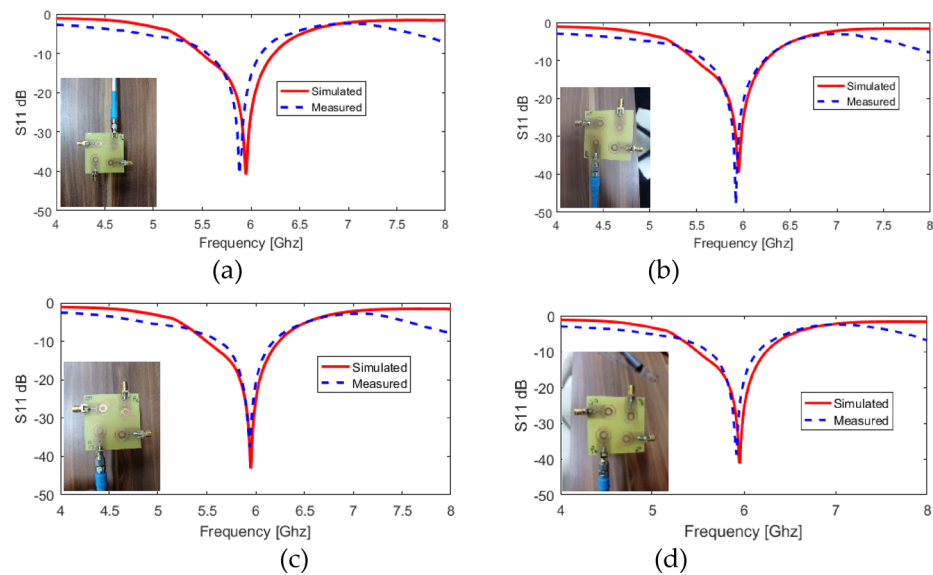 0
-10
-20
-30
-40
-50
S11 dB
Simulated
Measured
4 4.5 5 5.5 6 6.5 7 7.5 8
Frequency [Ghz]
(a)
0
-10
-20
-30
-40
-50
S11 dB
Simulated
Measured
4 4.5 5 5.5 6 6.5 7 7.5 8
Frequency [Ghz]
(b)
0
-10
-20
-30
-40
-50
S11 dB
Simulated
Measured
4 4.5 5 5.5 6 6.5 7 7.5 8
Frequency [Ghz]
(c)
0
-10
-20
-30
-40
-50
S11 dB
Simulated
Measured
4 5 6 7 8
Frequency [Ghz]
(d)